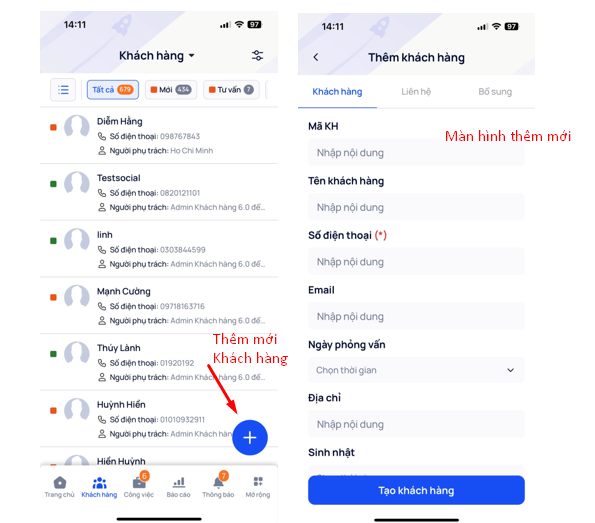 14:11
97
Khách hàng
Tất cả 679
Mới 434
Tư vấn 7
Diễm Hằng
Số điện thoại: 098767843
Người phụ trách: Ho Chi Minh
Testsocial
Số điện thoại: 0820121101
Người phụ trách: Admin Khách hàng 6.0 đế...
linh
Số điện thoại: 0303844599
Người phụ trách: Admin Khách hàng 6.0 đế...
Mạnh Cường
Số điện thoại: 09718163716
Người phụ trách: Admin Khách hàng 6.0 đế...
Thúy Lành
Số điện thoại: 01920192
Người phụ trách: Admin Khách hàng 6.0 đế...
Huỳnh Hiển
Số điện thoại: 01010932911
Người phụ trách: Admin Khách hàn
Hiển Huỳnh
Thêm mới
Khách hàng
6
7
Trang chủ
Khách hàng
Công việc
Báo cáo
Thông báo
Mở rộng
14:11
97
Thêm khách hàng
Khách hàng
Liên hệ
Bổ sung
Mã KH
Màn hình thêm mới
Nhập nội dung
Tên khách hàng
Nhập nội dung
Số điện thoại (*)
Nhập nội dung
Email
Nhập nội dung
Ngày phỏng vấn
Chọn thời gian
Địa chỉ
Nhập nội dung
Sinh nhật
Tạo khách hàng